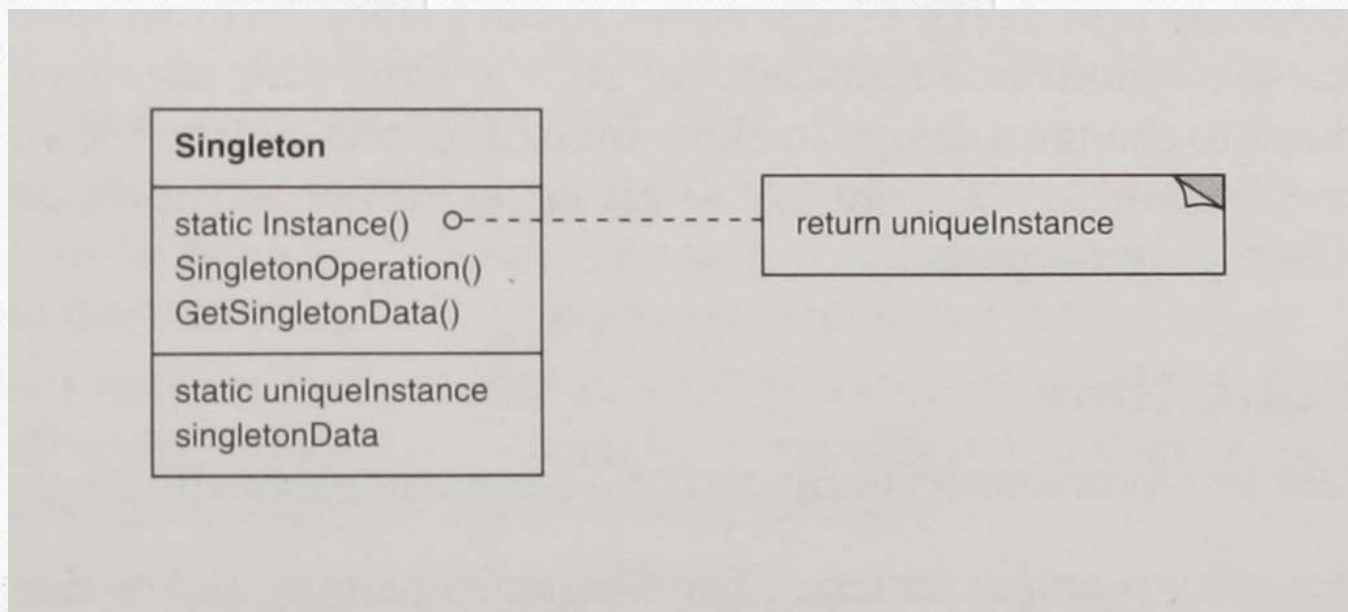 Singleton
static Instance()
SingletonOperation()
GetSingletonData()
static uniqueInstance
singletonData
return uniqueInstance